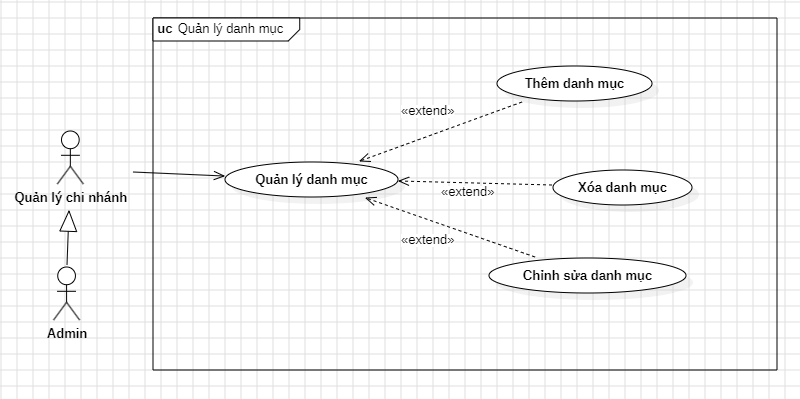 uc Quản lý danh mục
Thêm danh mục
«extend»
Quản lý danh mục
Xóa danh mục
«extend»
Quản lý chi nhánh
«extend»
Chỉnh sửa danh mục
Admin